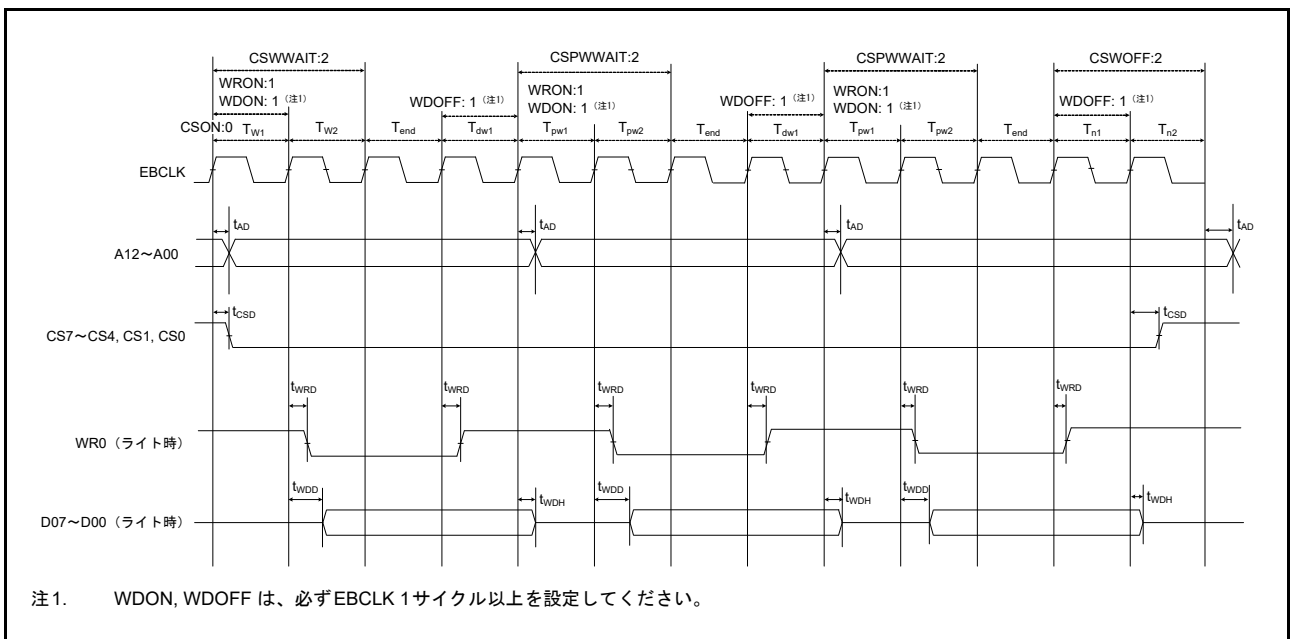 CSWWAIT:2 CSPWWAIT:2 CSPWWAIT:2 CSWOFF:2
WRON:1 WRON:1 WRON:1
WDON: 1 (注1) WDOFF: 1 (注1) WDON: 1 (注1) WDOFF: 1 (注1) WDON: 1 (注1) WDOFF: 1 (注1)
CSON:0 TW1 TW2 Tend Tdw1 Tpw1 Tpw2 Tend Tdw1 Tpw1 Tpw2 Tend Tn1 Tn2
EBCLK
tAD tAD tAD tAD
A12～A00
tCSD tCSD
CS7～CS4, CS1, CS0
tWRD tWRD tWRD tWRD tWRD tWRD
WR0（ライト時）
tWDD tWDH tWDD tWDH tWDD tWDH
D07～D00（ライト時）
注1. WDON, WDOFF は、必ずEBCLK 1サイクル以上を設定してください。